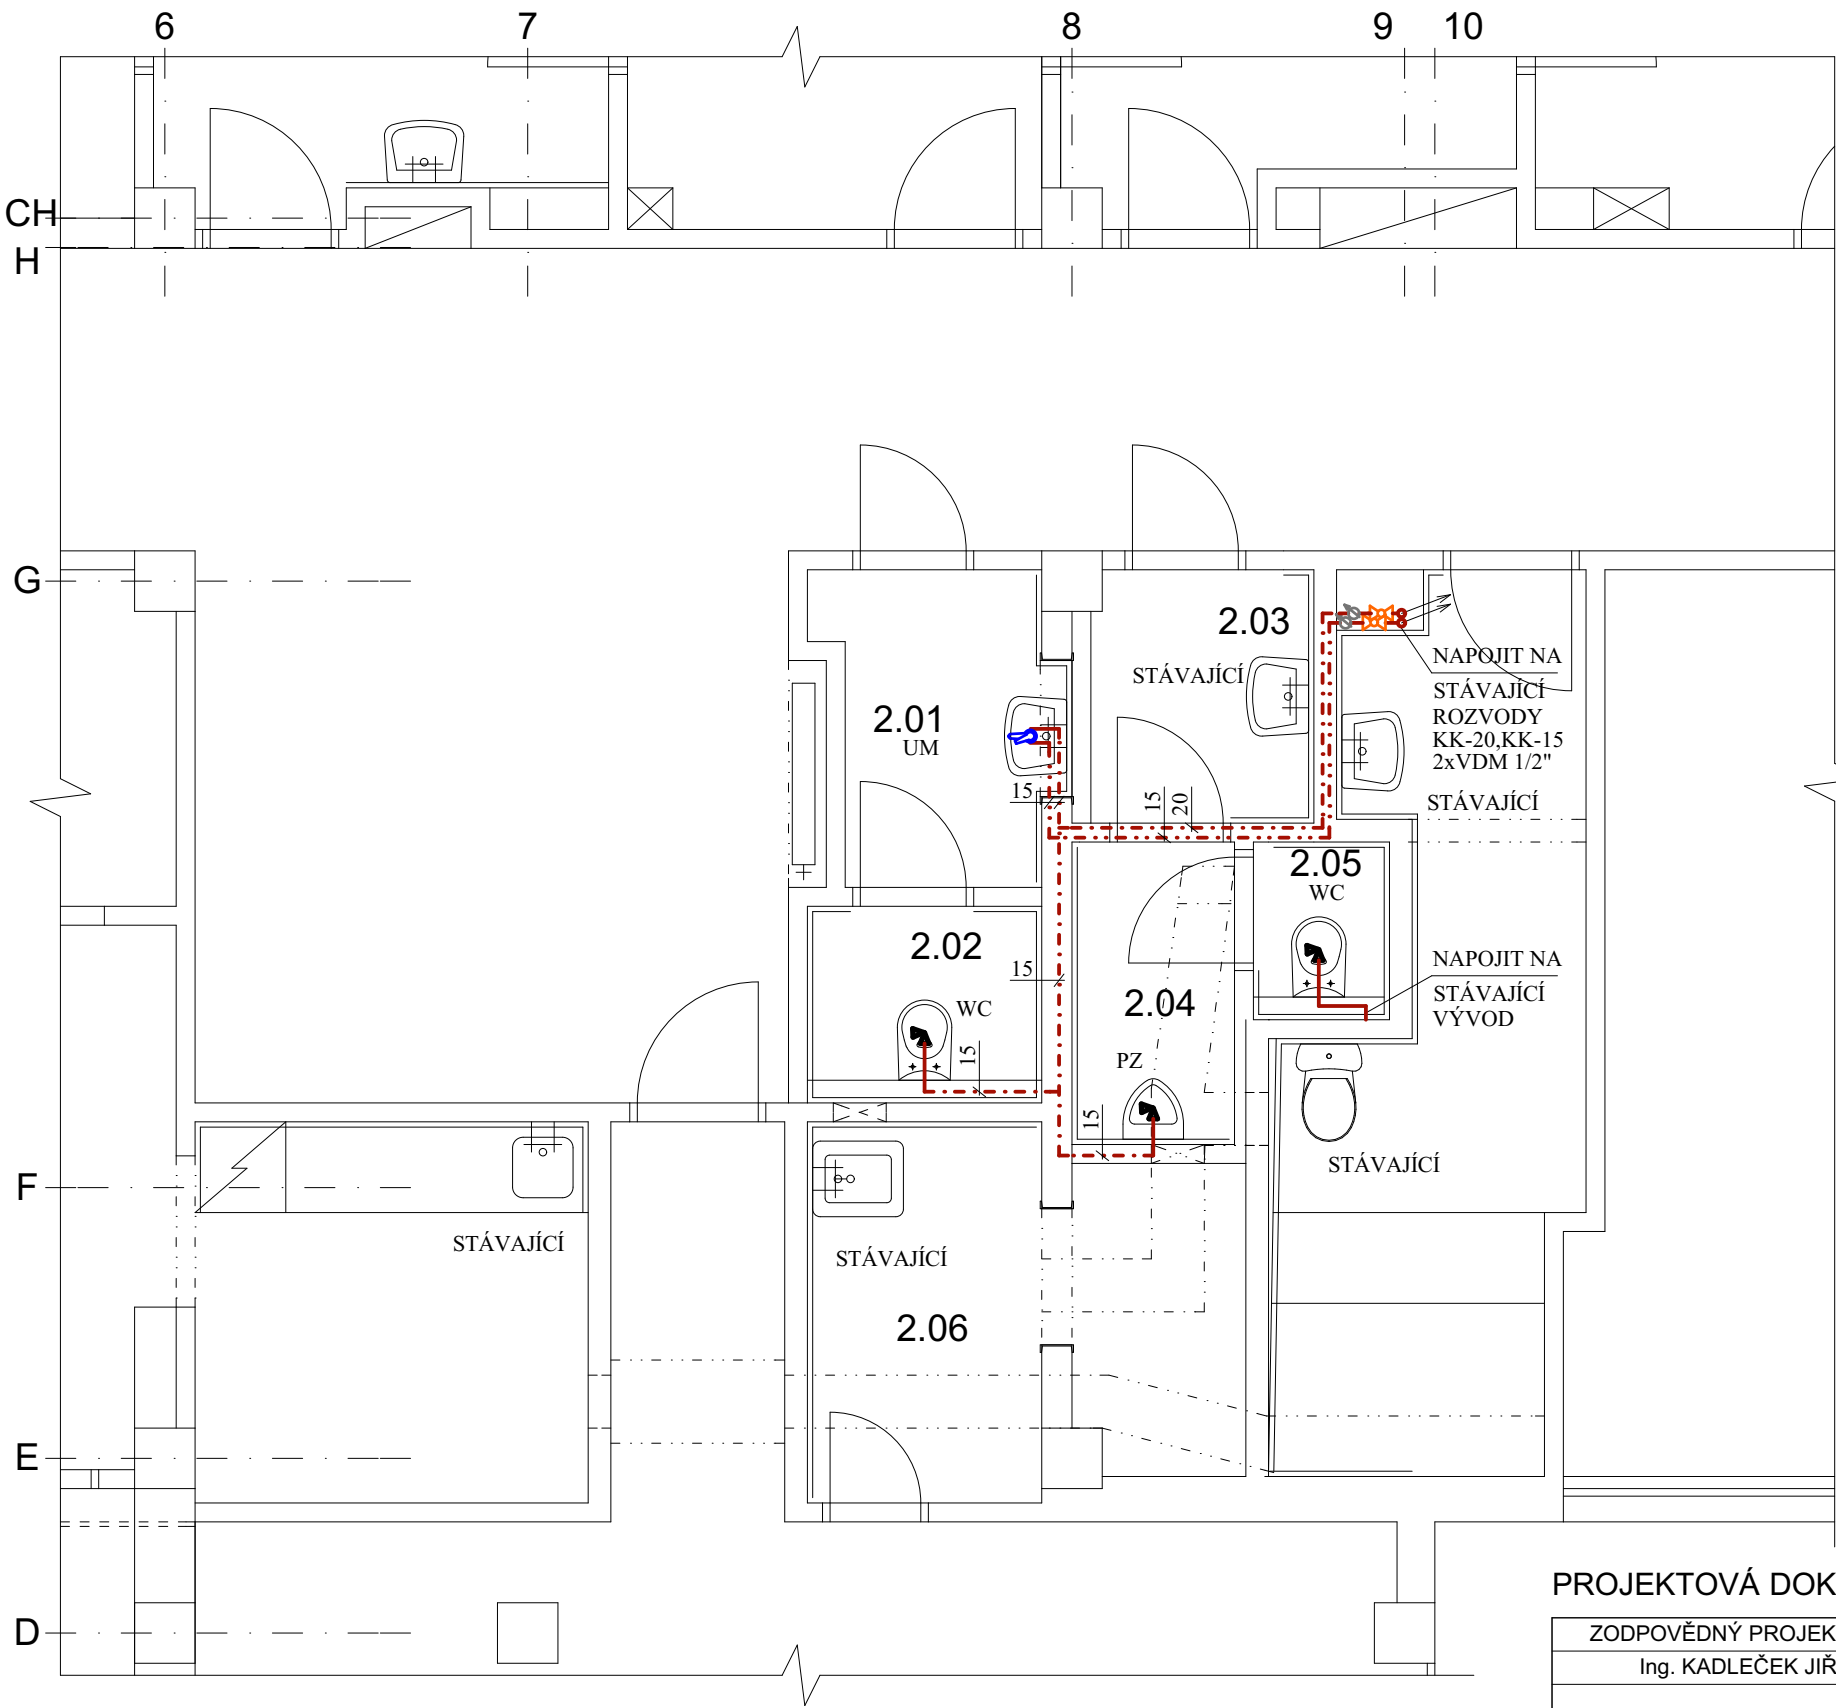 6
7
8
9
10
CH
H
G
F
E
D
2.03
STÁVAJÍCÍ
NAPOJIT NA
STÁVAJÍCÍ
ROZVODY
KK-20,KK-15
2xVDM 1/2"
STÁVAJÍCÍ
2.01
UM
15
15
20
2.05
WC
2.02
WC
15
15
2.04
PZ
15
NAPOJIT NA
STÁVAJÍCÍ
VÝVOD
STÁVAJÍCÍ
STÁVAJÍCÍ
STÁVAJÍCÍ
2.06
PROJEKTOVÁ DOK
ZODPOVĚDNÝ PROJEK
Ing. KADLEČEK JIŘ